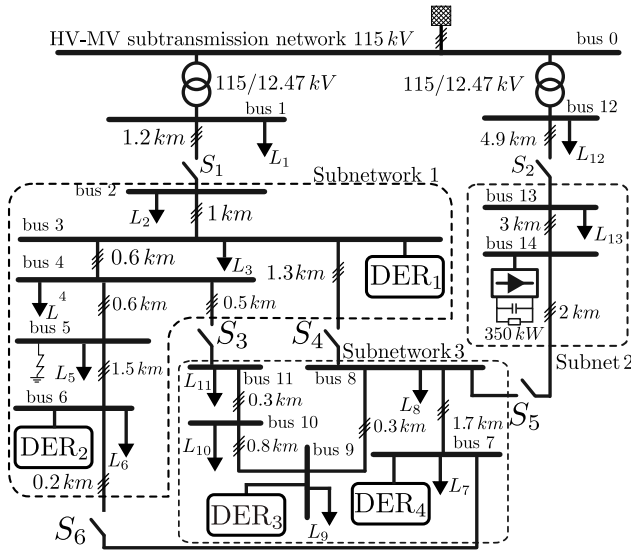 HV-MV subtransmission network 115 kV
bus 0
115/12.47 kV
115/12.47 kV
bus 1
bus 12
1.2 km
L1
4.9 km
L12
S1
S2
Subnetwork 1
bus 2
L2
1 km
bus 13
3 km
L13
bus 3
bus 14
0.6 km
L3
1.3 km
DER1
bus 4
L4
0.6 km
0.5 km
350 kW
2 km
bus 5
L5
1.5 km
S3
S4
Subnetwork 3
Subnet 2
bus 6
L11
bus 11
bus 8
L8
S5
DER2
L6
0.3 km
bus 10
0.3 km
1.7 km
L10
0.8 km
bus 9
bus 7
0.2 km
DER3
L9
DER4
L7
S6